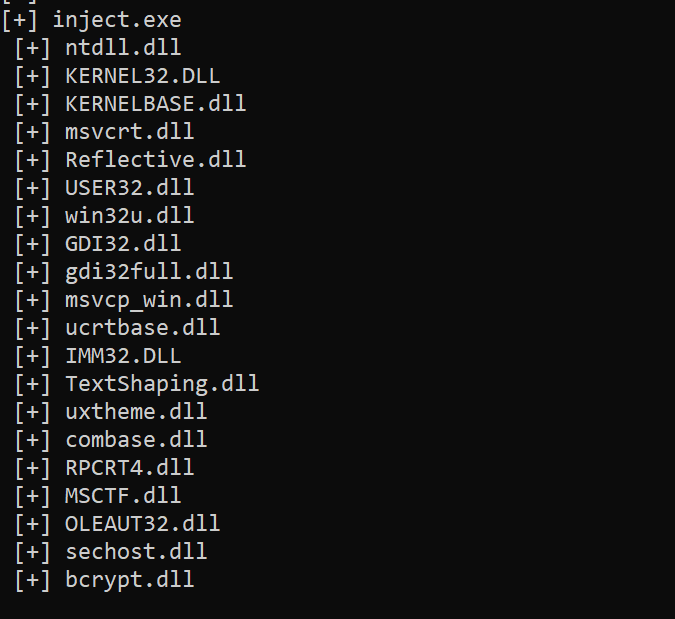 [+] inject.exe
[+] ntdll.dll
[+] KERNEL32.DLL
[+] KERNELBASE.dll
[+] msvcrt.dll
[+] Reflective.dll
[+] USER32.dll
[+] win32u.dll
[+] GDI32.dll
[+] gdi32full.dll
[+] msvcp_win.dll
[+] ucrtbase.dll
[+] IMM32.DLL
[+] TextShaping.dll
[+] uxtheme.dll
[+] combase.dll
[+] RPCRT4.dll
[+] MSCTF.dll
[+] OLEAUT32.dll
[+] sechost.dll
[+] bcrypt.dll